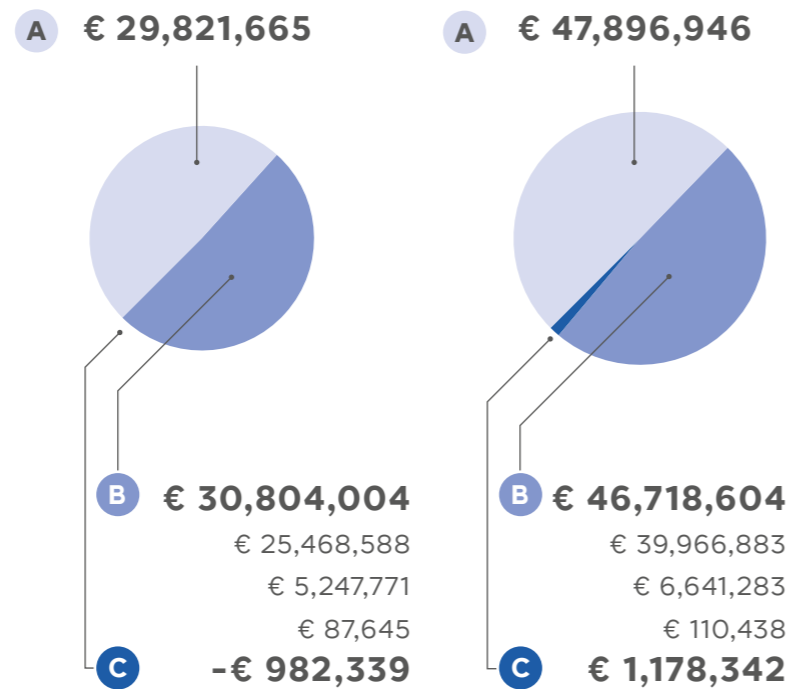 A € 29,821,665
B € 30,804,004
€ 25,468,588
€ 5,247,771
€ 87,645
C -€ 982,339
A € 47,896,946
B € 46,718,604
€ 39,966,883
€ 6,641,283
€ 110,438
C € 1,178,342